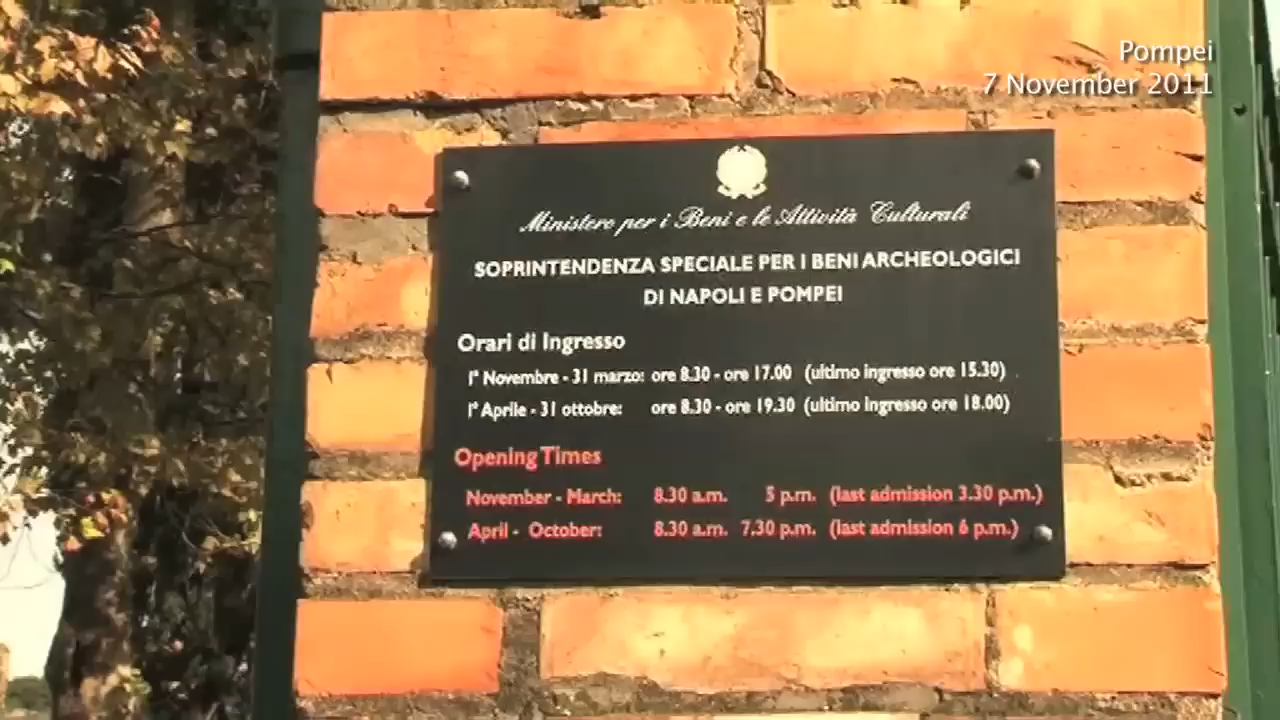 Pompei
7 November 2011
Ministero per i Beni e le Attività Culturali
SOPRINTENDENZA SPECIALE PER I BENI ARCHEOLOGICI
DI NAPOLI E POMPEI
Orari di Ingresso
1° Novembre - 31 marzo: ore 8.30 - ore 17.00 (ultimo ingresso ore 15.30)
1° Aprile - 31 ottobre: ore 8.30 - ore 19.30 (ultimo ingresso ore 18.00)
Opening Times
November - March: 8.30 a.m. 5 p.m. (last admission 3.30 p.m.)
April - October: 8.30 a.m. 7.30 p.m. (last admission 6 p.m.)